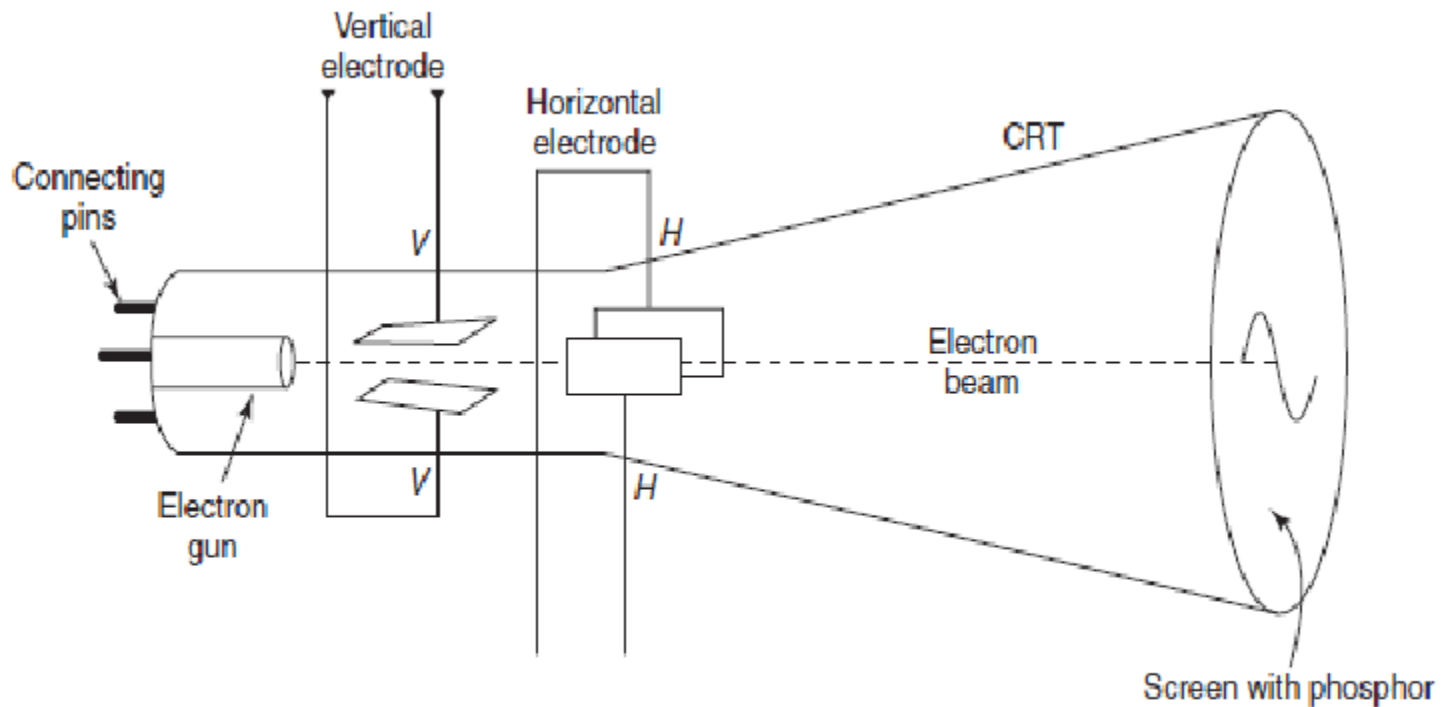 Vertical
electrode
Horizontal
electrode
CRT
Connecting
pins
V
H
Electron
beam
V
H
Electron
gun
Screen with phosphor